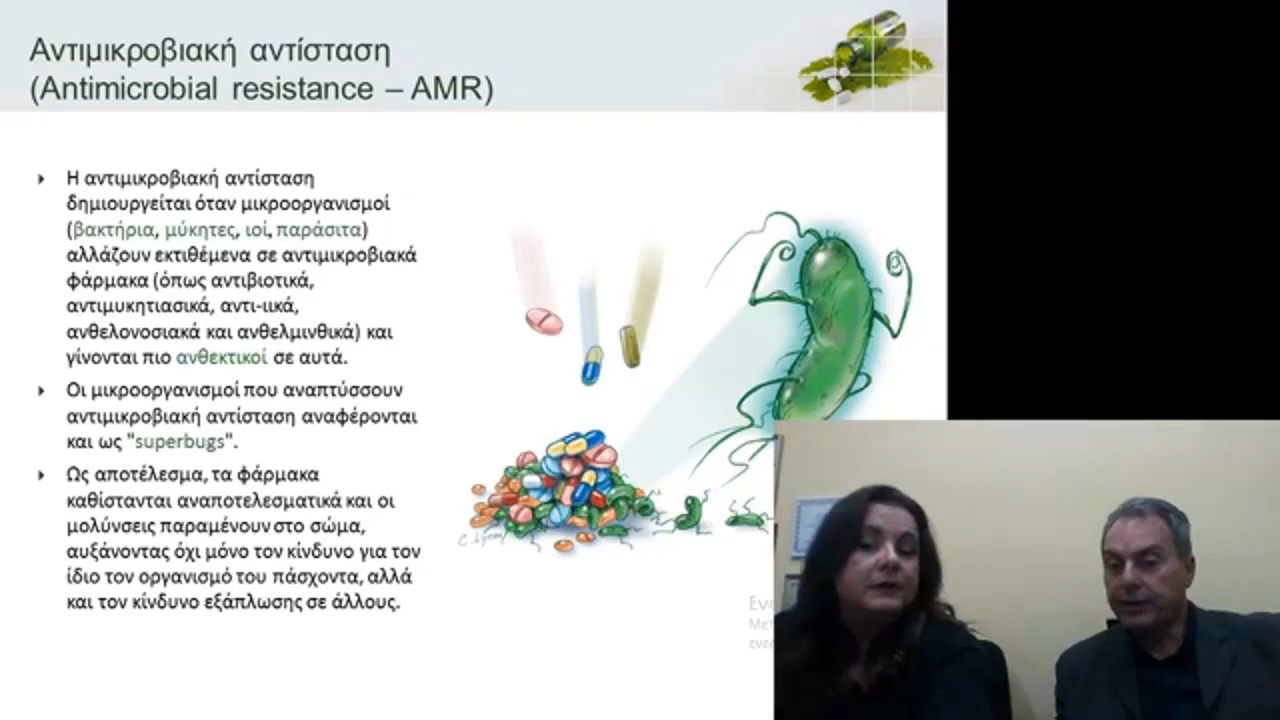 Αντιμικροβιακή αντίσταση
(Antimicrobial resistance – AMR)
Η αντιμικροβιακή αντίσταση
δημιουργείται όταν μικροοργανισμοί
(βακτήρια, μύκητες, ιοί, παράσιτα)
αλλάζουν εκτιθέμενα σε αντιμικροβιακά
φάρμακα (όπως αντιβιοτικά,
αντιμυκητιασικά, αντι-ιικά,
ανθελονοσιακά και ανθελμινθικά) και
γίνονται πιο ανθεκτικοί σε αυτά.
Οι μικροοργανισμοί που αναπτύσσουν
αντιμικροβιακή αντίσταση αναφέρονται
και ως "superbugs".
Ως αποτέλεσμα, τα φάρμακα
καθίστανται αναποτελεσματικά και οι
μολύνσεις παραμένουν στο σώμα,
αυξάνοντας όχι μόνο τον κίνδυνο για τον
ίδιο τον οργανισμό του πάσχοντα, αλλά
και τον κίνδυνο εξάπλωσης σε άλλους.